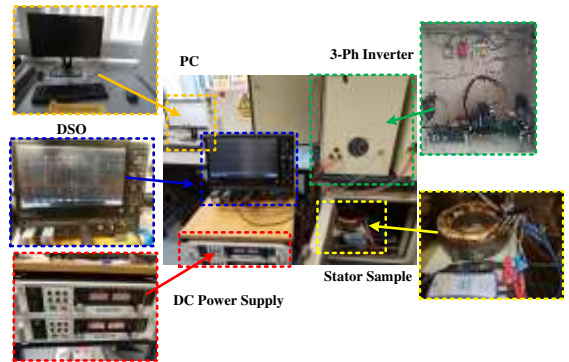 PC
3-Ph Inverter
DSO
Stator Sample
DC Power Supply